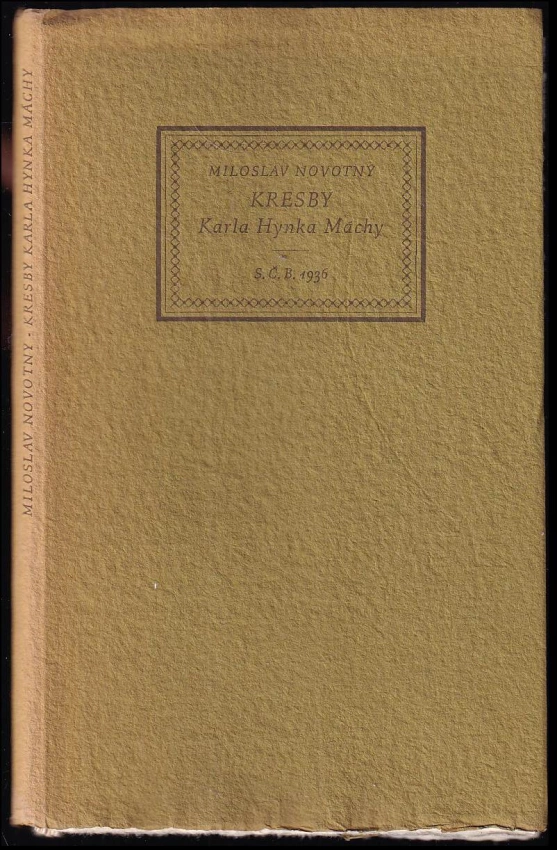 MILOSLAV NOVOTNÝ
KRESBY
Karla Hynka Máchy
S. Č. B. 1936
MILOSLAV NOVOTNÝ · KRESBY KARLA HYNKA MÁCHY